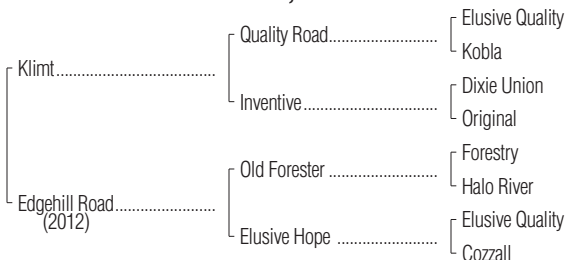 Elusive Quality
Quality Road
Kobla
Klimt
Dixie Union
Inventive
Original
Forestry
Old Forester
Halo River
Edgehill Road
(2012)
Elusive Quality
Elusive Hope
Cozzall